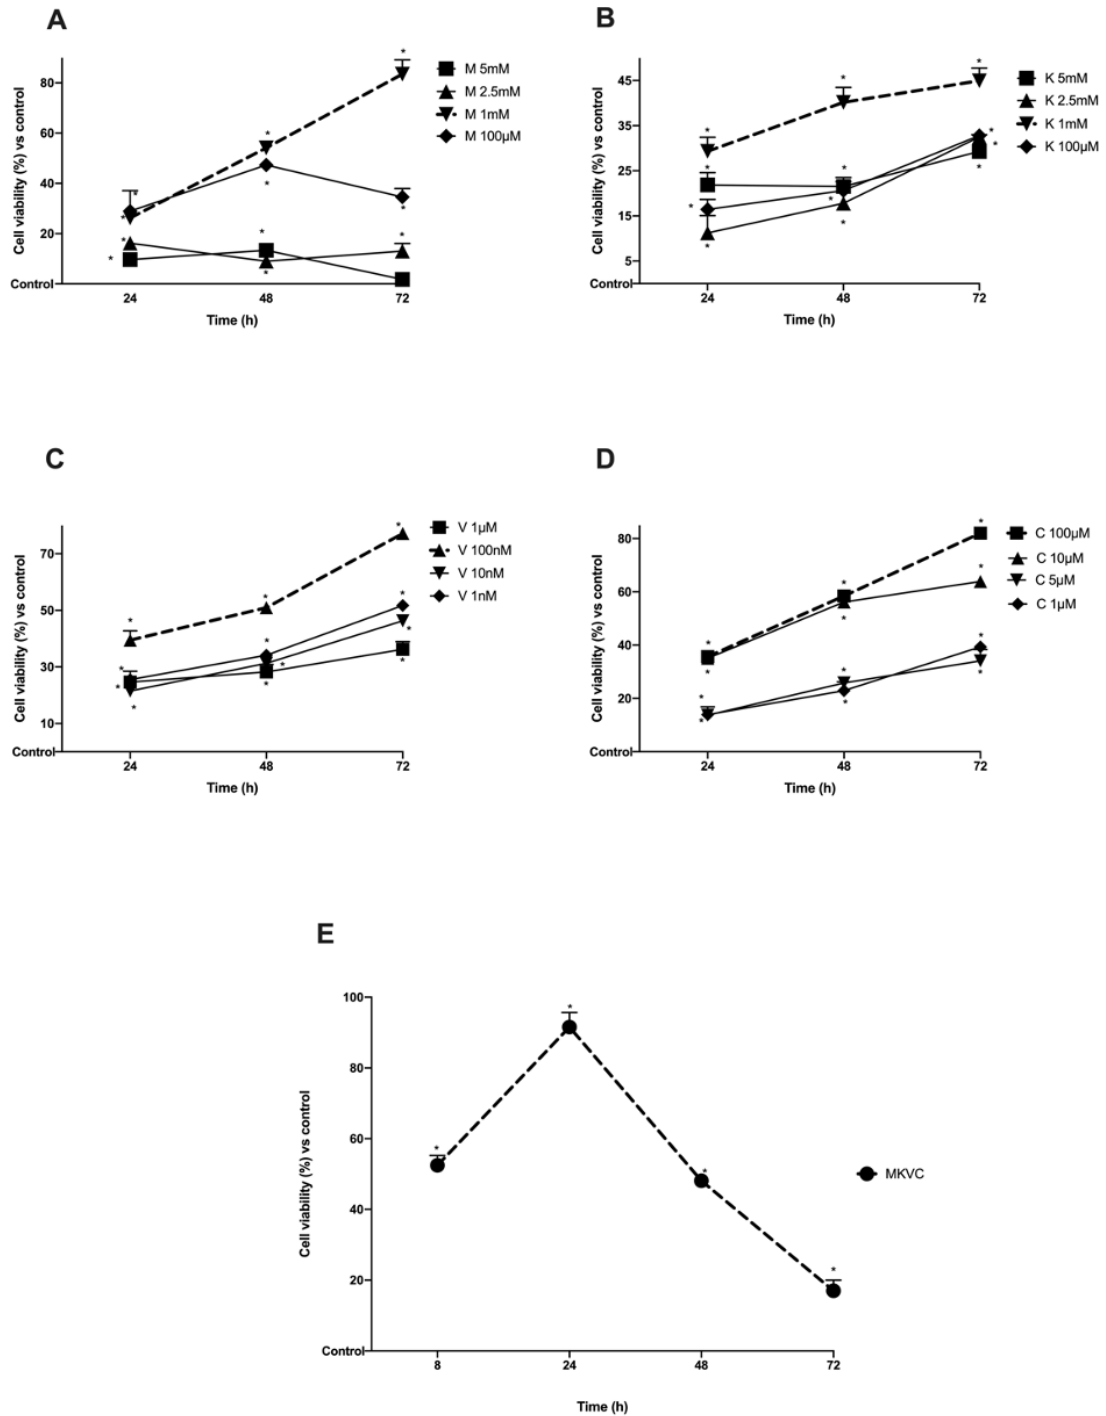 A
Cell viability (%) vs control
80
60
40
20
Control
24
48
72
Time (h)
M 5mM
M 2.5mM
M 1mM
M 100µM
B
Cell viability (%) vs control
45
35
25
15
5
Control
24
48
72
Time (h)
K 5mM
K 2.5mM
K 1mM
K 100µM
C
Cell viability (%) vs control
70
50
30
10
Control
24
48
72
Time (h)
V 1µM
V 100nM
V 10nM
V 1nM
D
Cell viability (%) vs control
80
60
40
20
Control
24
48
72
Time (h)
C 100µM
C 10µM
C 5µM
C 1µM
E
Cell viability (%) vs control
100
80
60
40
20
Control
8
24
48
72
Time (h)
MKVC